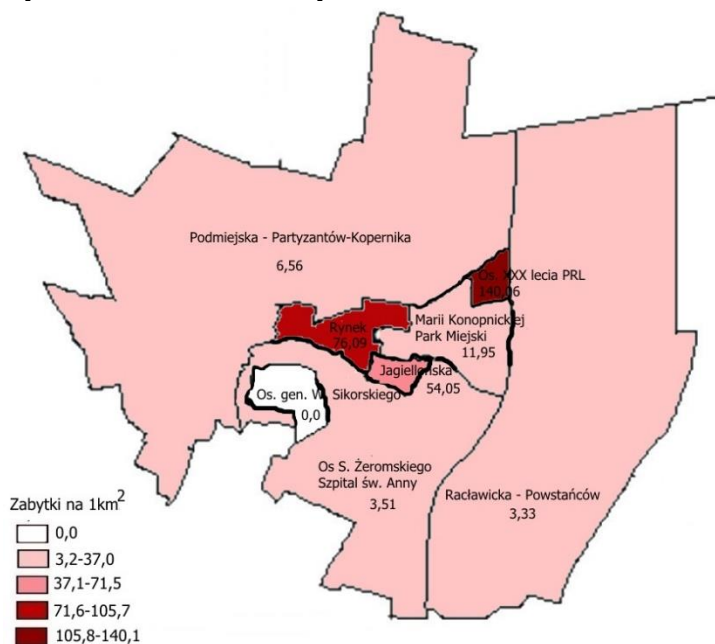 Podmiejska - Partyzantów-Kopernika
6,56
Os. XXX lecia PRL
140,06
Rynek
76,09
Marii Konopnickiej
Park Miejski
11,95
Jagiellońska
54,05
Os. gen. W. Sikorskiego
0,0
Os S. Żeromskiego
Szpital św. Anny
3,51
Racławicka - Powstańców
3,33
Zabytki na 1km²
0,0
3,2-37,0
37,1-71,5
71,6-105,7
105,8-140,1